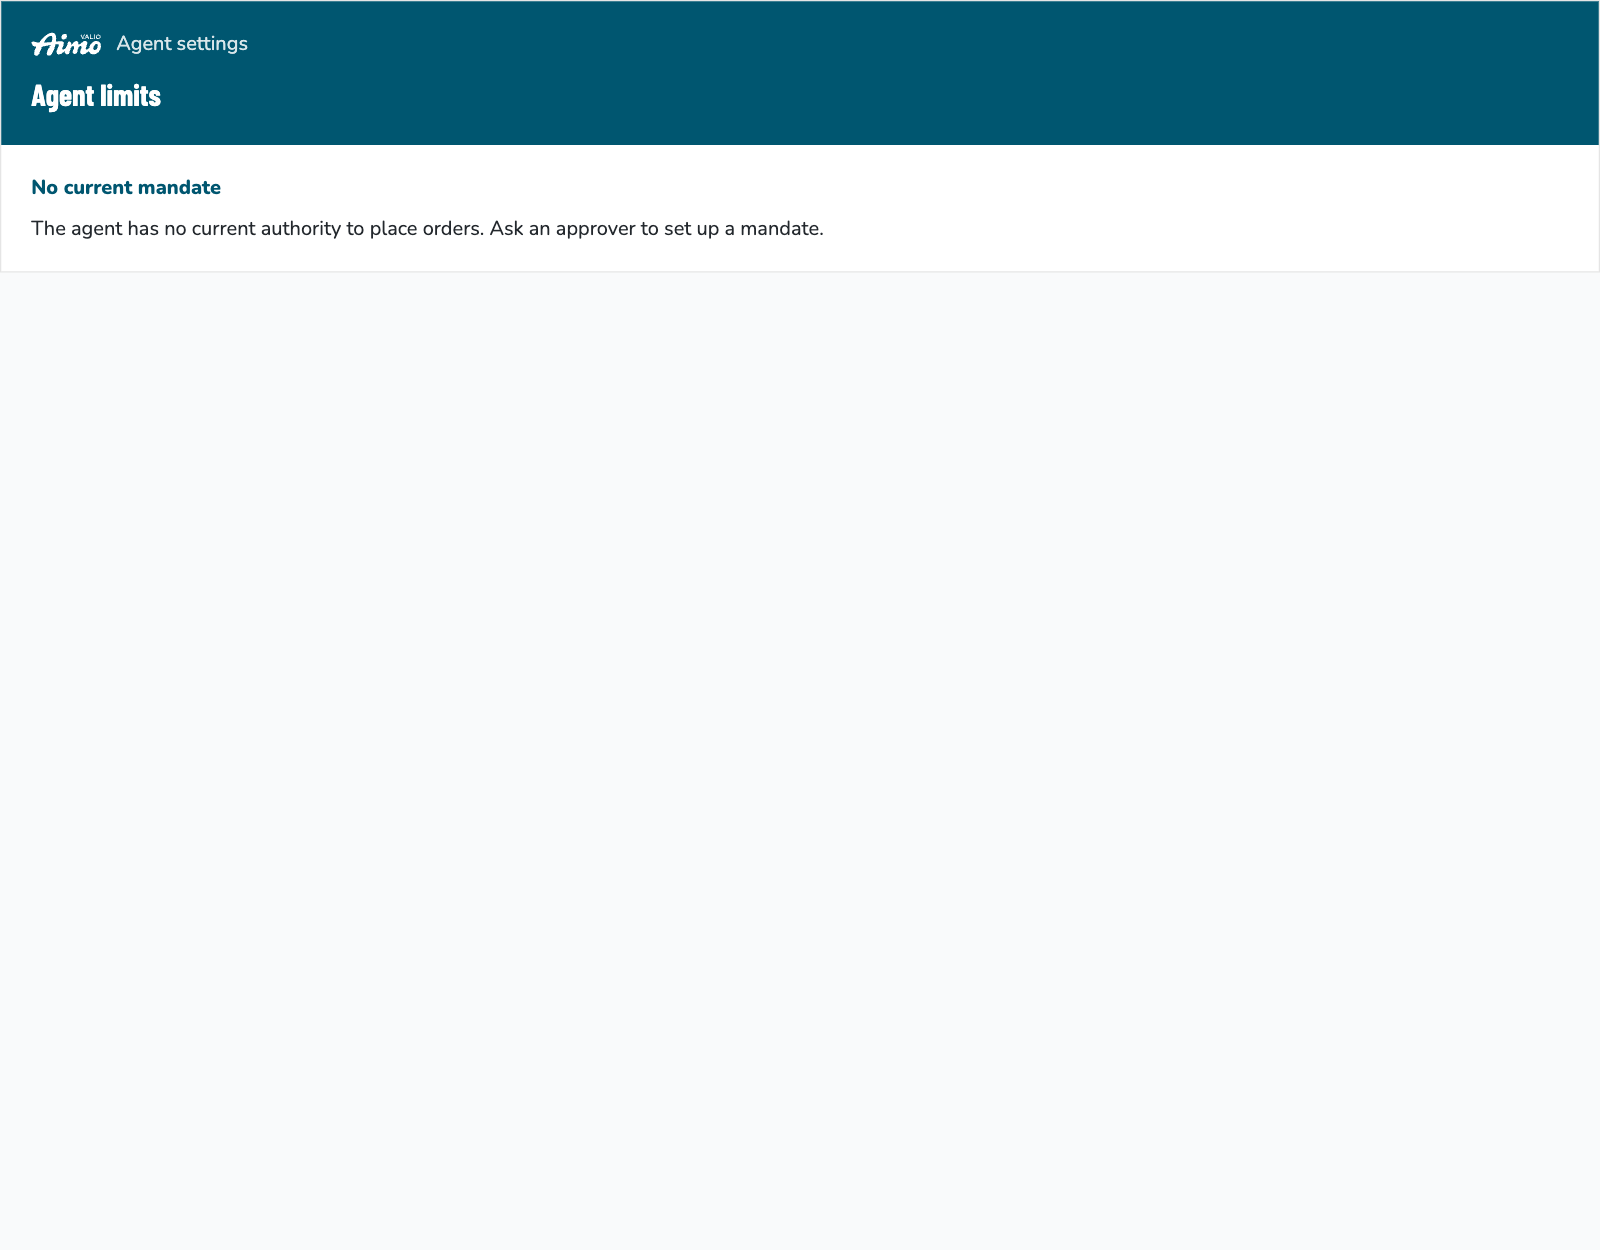 VALIO
Aimo Agent settings
Agent limits
No current mandate
The agent has no current authority to place orders. Ask an approver to set up a mandate.